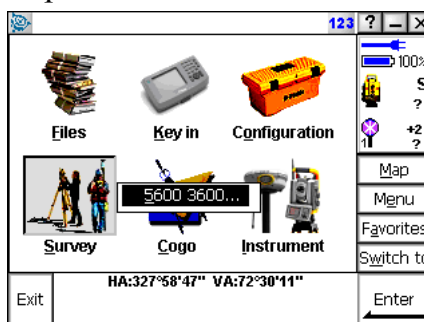 123 ? _ X
100%
S
?
+2
1 ?
Files Key in Configuration
Map
Menu
5600 3600...
Favorites
Survey Cogo Instrument
Switch to
HA:327°58'47" VA:72°30'11"
Exit
Enter